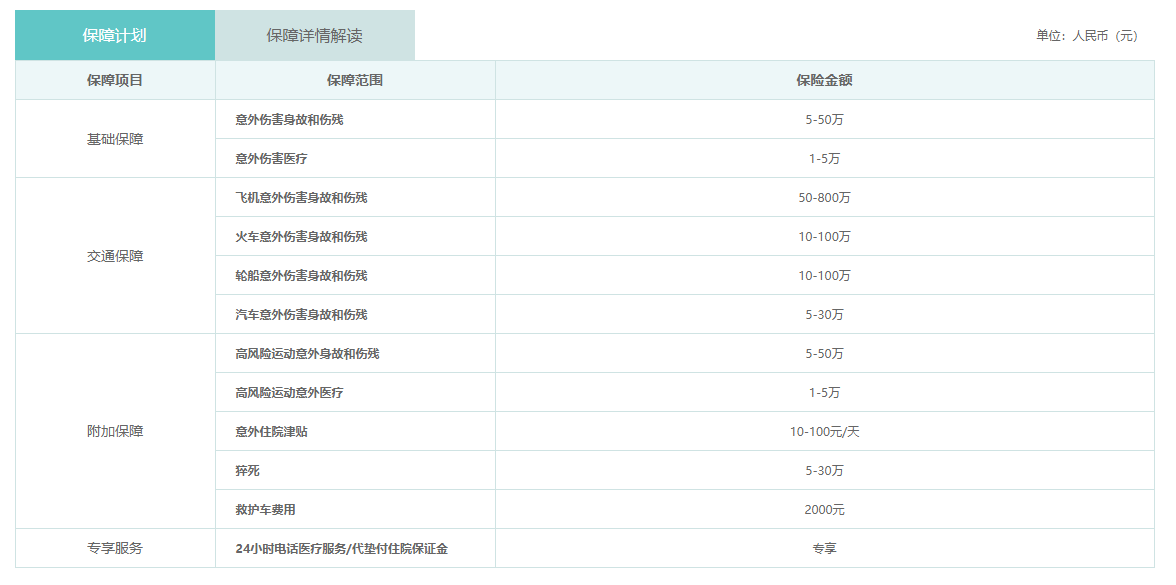 保障计划
保障详情解读
单位：人民币（元）
保障项目
保障范围
保险金额
基础保障
意外伤害身故和伤残
5-50万
意外伤害医疗
1-5万
交通保障
飞机意外伤害身故和伤残
50-800万
火车意外伤害身故和伤残
10-100万
轮船意外伤害身故和伤残
10-100万
汽车意外伤害身故和伤残
5-30万
附加保障
高风险运动意外身故和伤残
5-50万
高风险运动意外医疗
1-5万
意外住院津贴
10-100元/天
猝死
5-30万
救护车费用
2000元
专享服务
24小时电话医疗服务/代垫付住院保证金
专享